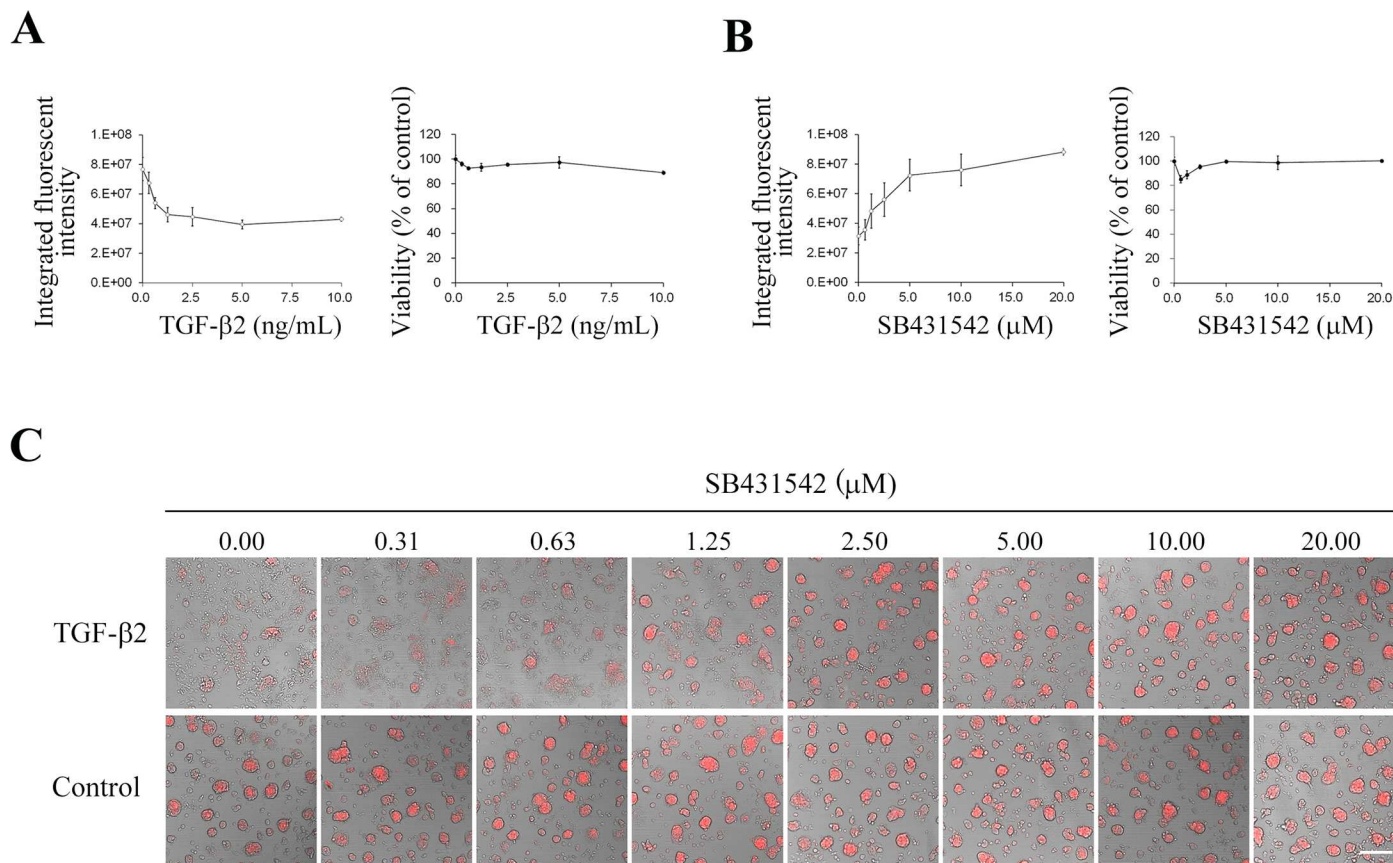 A
B
Integrated fluorescent
intensity
1.E+08
8.E+07
6.E+07
4.E+07
2.E+07
0.E+00
0.0 2.5 5.0 7.5 10.0
TGF-β2 (ng/mL)
Viability (% of control)
120
100
80
60
40
20
0
0.0 2.5 5.0 7.5 10.0
TGF-β2 (ng/mL)
Integrated fluorescent
intensity
1.E+08
8.E+07
6.E+07
4.E+07
2.E+07
0.E+00
0.0 5.0 10.0 15.0 20.0
SB431542 (μM)
Viability (% of control)
120
100
80
60
40
20
0
0.0 5.0 10.0 15.0 20.0
SB431542 (μM)
C
SB431542 (μM)
0.00 0.31 0.63 1.25 2.50 5.00 10.00 20.00
TGF-β2
Control